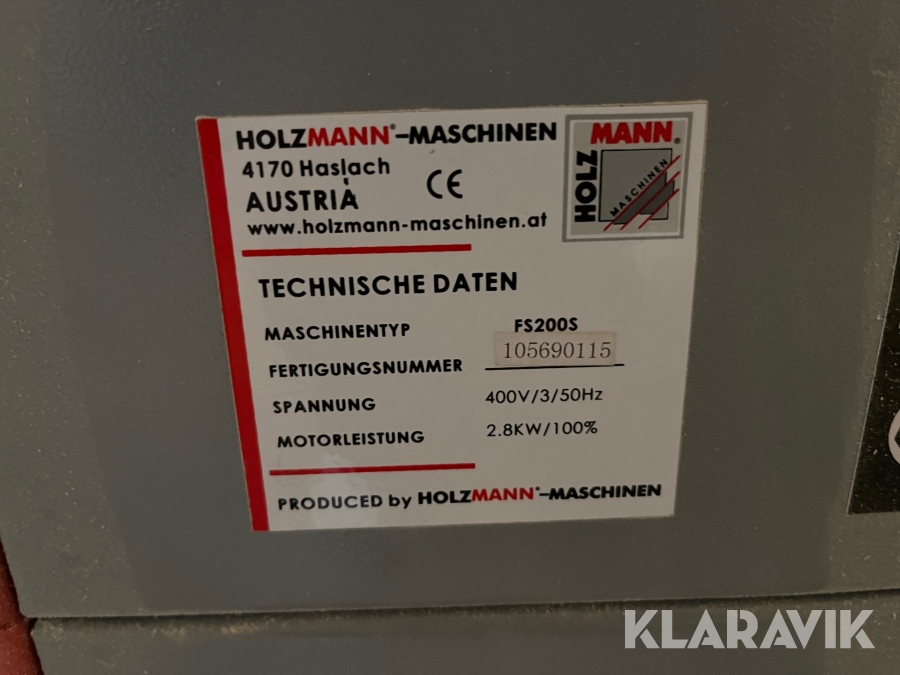 HOLZMANN®-MASCHINEN
4170 Haslach
AUSTRIA
CE
www.holzmann-maschinen.at
HOLZ MANN®
MASCHINEN
TECHNISCHE DATEN
MASCHINENTYP FS200S
FERTIGUNGSNUMMER 105690115
SPANNUNG 400V/3/50Hz
MOTORLEISTUNG 2.8KW/100%
PRODUCED by HOLZMANN®-MASCHINEN
KLARAVIK